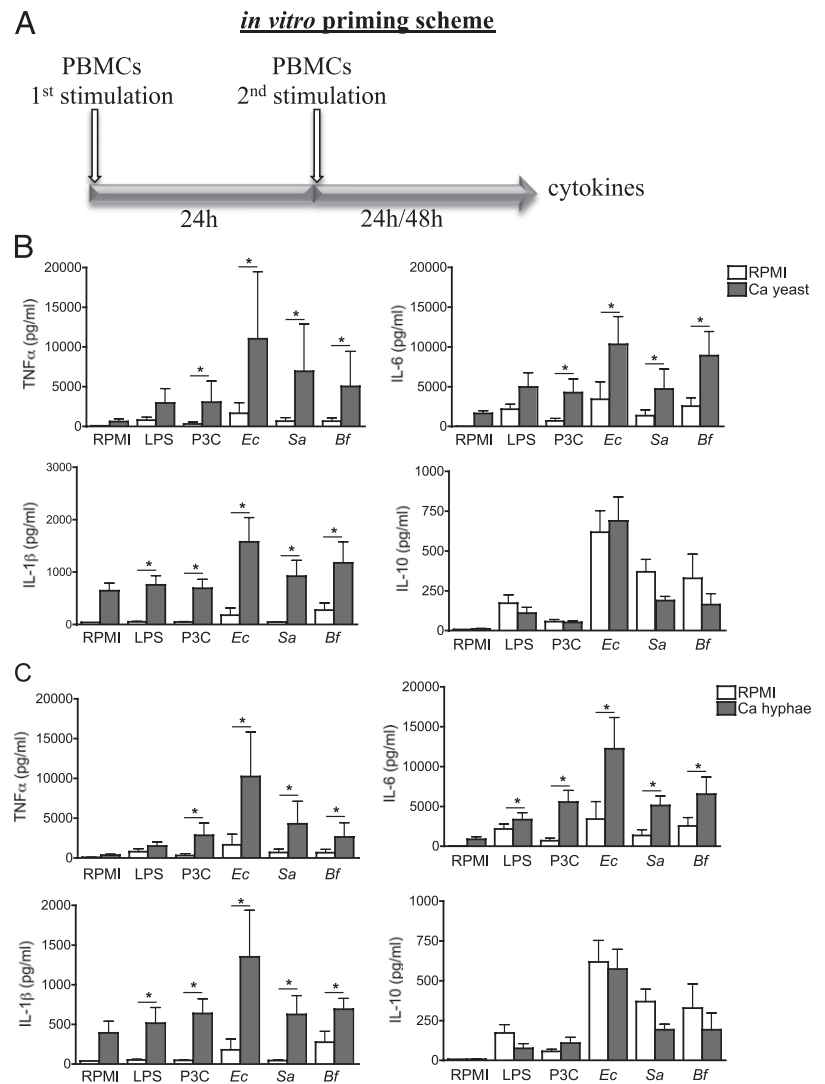 A
in vitro priming scheme
PBMCs
1st stimulation
PBMCs
2nd stimulation
cytokines
24h
24h/48h
B
20000
15000
10000
5000
0
TNFα (pg/ml)
* * * *
RPMI LPS P3C Ec Sa Bf
20000
15000
10000
5000
0
IL-6 (pg/ml)
* * * *
RPMI LPS P3C Ec Sa Bf
RPMI
Ca yeast
3000
2000
1000
0
IL-1β (pg/ml)
* * * * *
RPMI LPS P3C Ec Sa Bf
1000
750
500
250
0
IL-10 (pg/ml)
RPMI LPS P3C Ec Sa Bf
C
20000
15000
10000
5000
0
TNFα (pg/ml)
* * * *
RPMI LPS P3C Ec Sa Bf
20000
15000
10000
5000
0
IL-6 (pg/ml)
* * * * *
RPMI LPS P3C Ec Sa Bf
RPMI
Ca hyphae
2000
1500
1000
500
0
IL-1β (pg/ml)
* * * * *
RPMI LPS P3C Ec Sa Bf
1000
750
500
250
0
IL-10 (pg/ml)
RPMI LPS P3C Ec Sa Bf